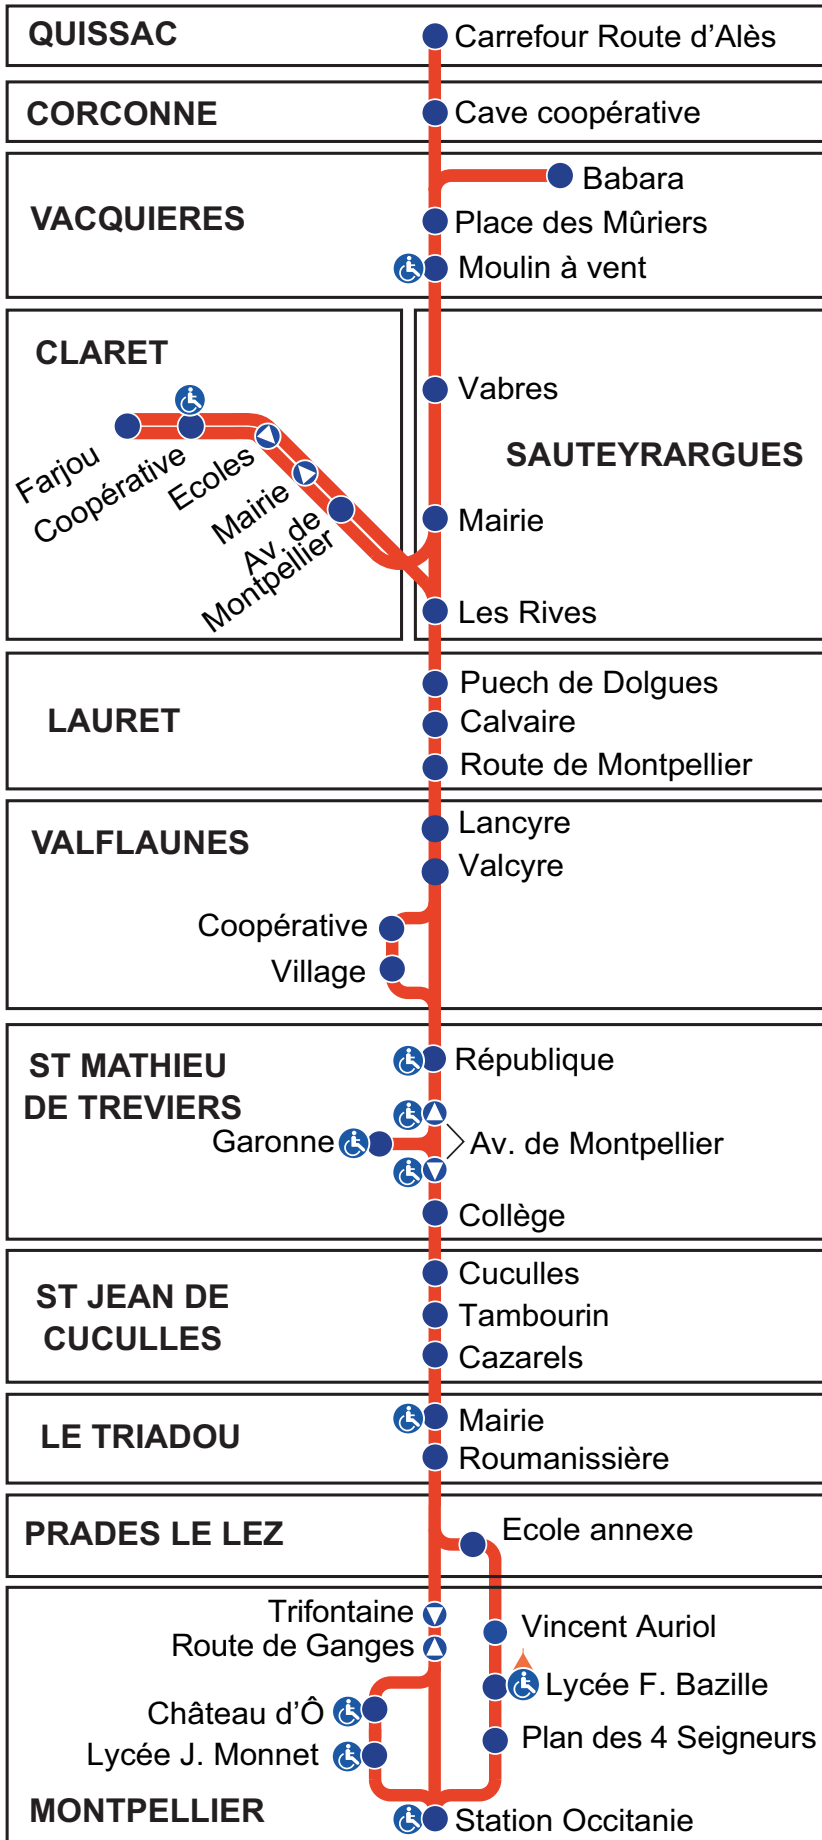 QUISSAC
Carrefour Route d'Alès
CORCONNE
Cave coopérative
VACQUIERES
Babara
Place des Mûriers
Moulin à vent
CLARET
Farjou
Coopérative
Ecoles
Mairie
Av. de
Montpellier
SAUTEYRARGUES
Vabres
Mairie
Les Rives
LAURET
Puech de Dolgues
Calvaire
Route de Montpellier
VALFLAUNES
Lancyre
Valcyre
Coopérative
Village
ST MATHIEU
DE TREVIERS
République
Garonne
Av. de Montpellier
Collège
ST JEAN DE
CUCULLES
Cuculles
Tambourin
Cazarels
LE TRIADOU
Mairie
Roumanissière
PRADES LE LEZ
Ecole annexe
Trifontaine
Route de Ganges
Vincent Auriol
Château d'Ô
Lycée F. Bazille
Lycée J. Monnet
Plan des 4 Seigneurs
MONTPELLIER
Station Occitanie